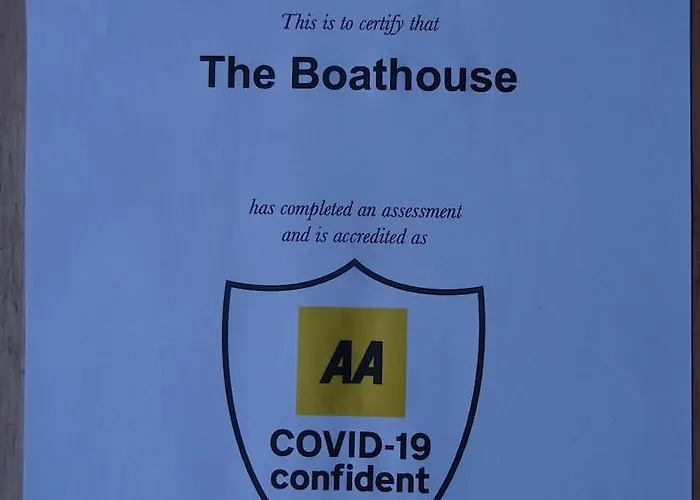 This is to certify that
The Boathouse
has completed an assessment
and is accredited as
AA
COVID-19
confident